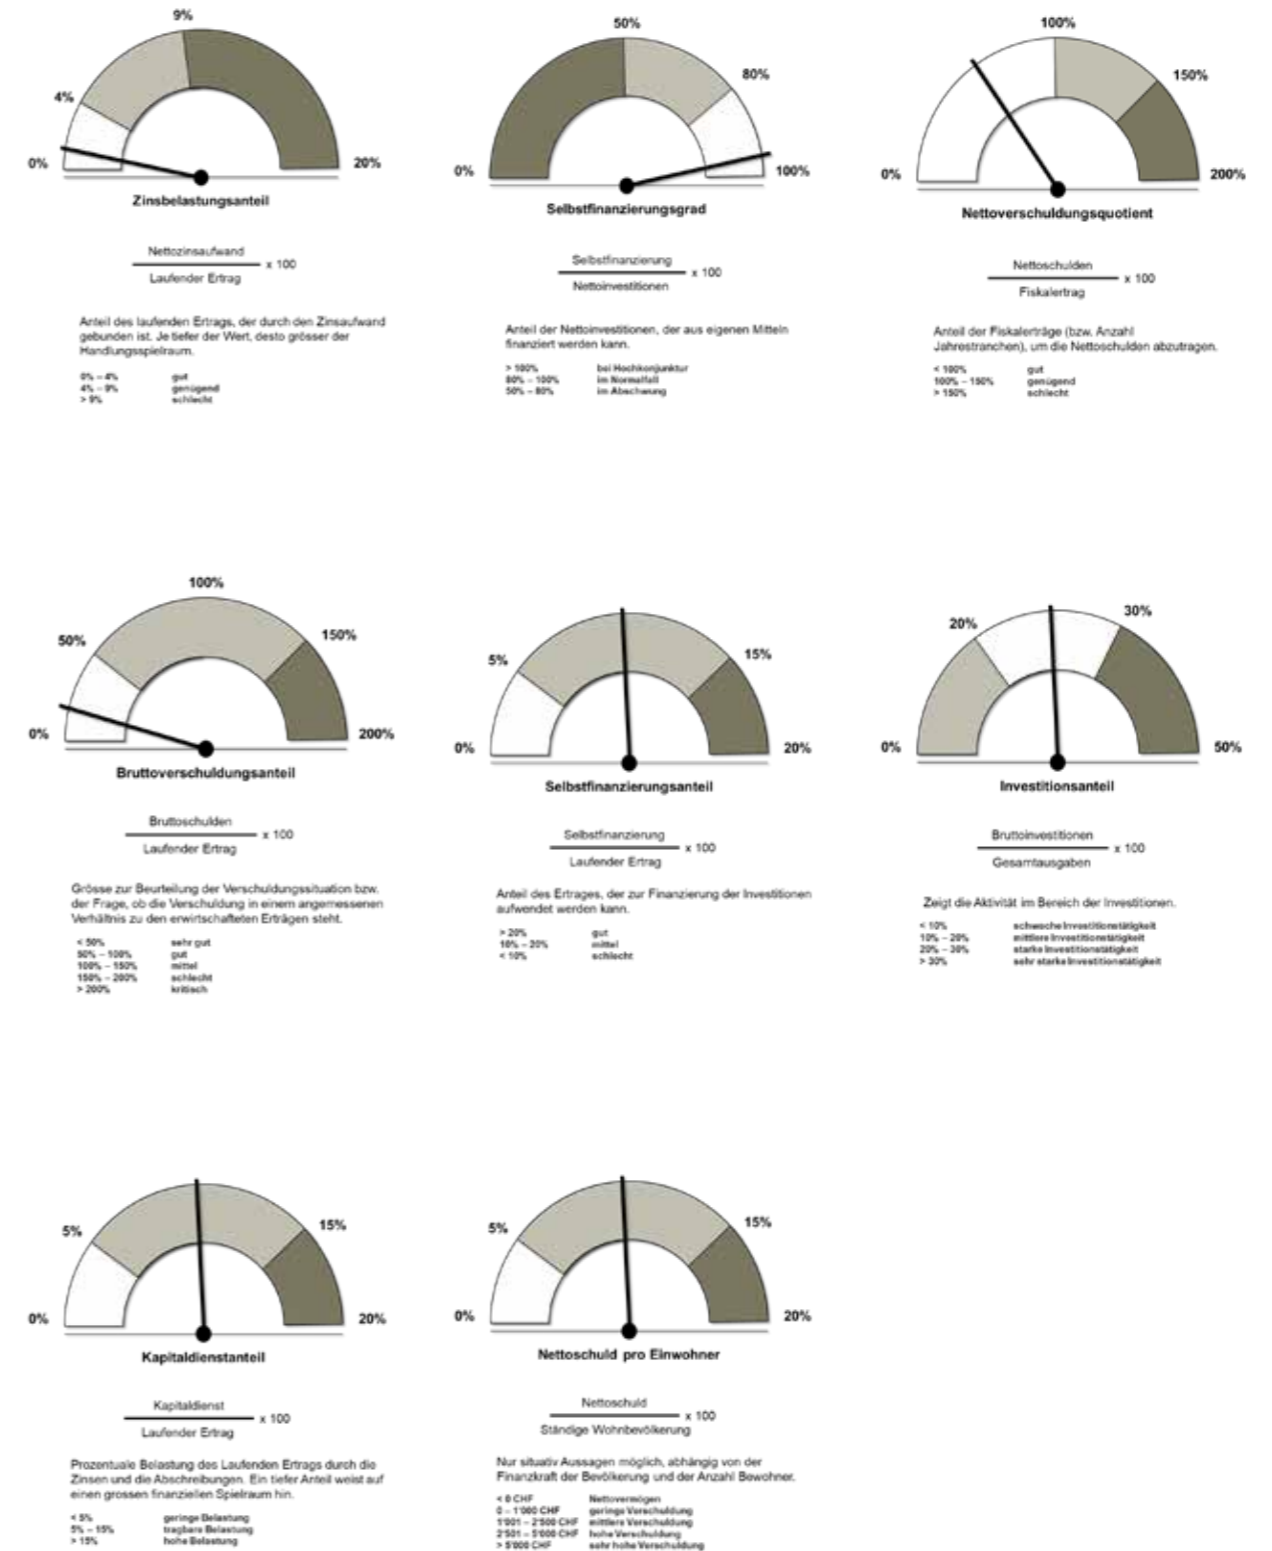 9%
4%
0%
20%
Zinsbelastungsanteil
Nettozinsaufwand
x 100
Laufender Ertrag
Anteil des laufenden Ertrags, der durch den Zinsaufwand
gebunden ist. Je tiefer der Wert, desto grösser der
Handlungsspielraum.
0% – 4% gut
4% – 9% genügend
> 9% schlecht
50%
80%
0%
100%
Selbstfinanzierungsgrad
Selbstfinanzierung
x 100
Nettoinvestitionen
Anteil der Nettoinvestitionen, der aus eigenen Mitteln
finanziert werden kann.
> 100% bei Hochkonjunktur
80% – 100% im Normalfall
50% – 80% im Abschwung
100%
150%
0%
200%
Nettoverschuldungsquotient
Nettoschulden
x 100
Fiskalertrag
Anteil der Fiskalerträge (bzw. Anzahl
Jahrestranchen), um die Nettoschulden abzutragen.
< 100% gut
100% – 150% genügend
> 150% schlecht
100%
50%
150%
0%
200%
Bruttoverschuldungsanteil
Bruttoschulden
x 100
Laufender Ertrag
Grösse zur Beurteilung der Verschuldungssituation bzw.
der Frage, ob die Verschuldung in einem angemessenen
Verhältnis zu den erwirtschafteten Erträgen steht.
< 50% sehr gut
50% – 100% gut
100% – 150% mittel
150% – 200% schlecht
> 200% kritisch
5%
15%
0%
20%
Selbstfinanzierungsanteil
Selbstfinanzierung
x 100
Laufender Ertrag
Anteil des Ertrages, der zur Finanzierung der Investitionen
aufwendet werden kann.
> 20% gut
10% – 20% mittel
< 10% schlecht
20%
30%
0%
50%
Investitionsanteil
Bruttoinvestitionen
x 100
Gesamtausgaben
Zeigt die Aktivität im Bereich der Investitionen.
< 10% schwache Investitionstätigkeit
10% – 20% mittlere Investitionstätigkeit
20% – 30% starke Investitionstätigkeit
> 30% sehr starke Investitionstätigkeit
5%
15%
0%
20%
Kapitaldienstanteil
Kapitaldienst
x 100
Laufender Ertrag
Prozentuale Belastung des Laufenden Ertrags durch die
Zinsen und die Abschreibungen. Ein tiefer Anteil weist auf
einen grossen finanziellen Spielraum hin.
< 5% geringe Belastung
5% – 15% tragbare Belastung
> 15% hohe Belastung
5%
15%
0%
20%
Nettoschuld pro Einwohner
Nettoschuld
x 100
Ständige Wohnbevölkerung
Nur situativ Aussagen möglich, abhängig von der
Finanzkraft der Bevölkerung und der Anzahl Bewohner.
< 0 CHF Nettovermögen
0 – 1'000 CHF geringe Verschuldung
1'001 – 2'500 CHF mittlere Verschuldung
2'501 – 5'000 CHF hohe Verschuldung
> 5'000 CHF sehr hohe Verschuldung